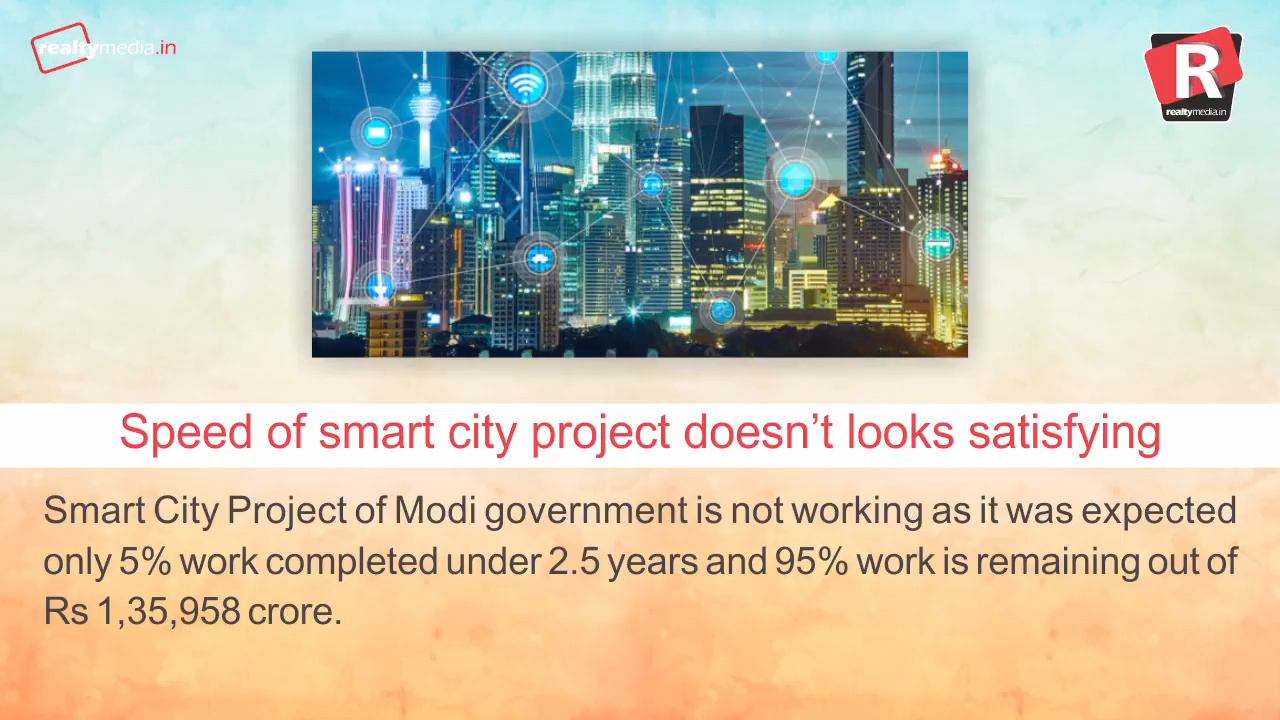 realtymedia.in
R
realtymedia.in
Speed of smart city project doesn’t looks satisfying
Smart City Project of Modi government is not working as it was expected
only 5% work completed under 2.5 years and 95% work is remaining out of
Rs 1,35,958 crore.